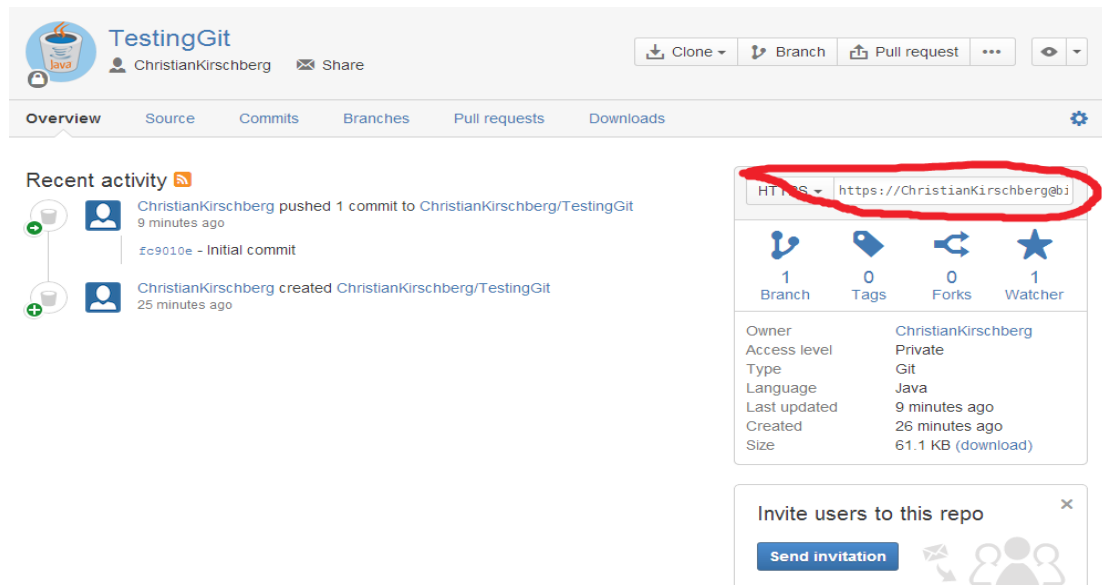 TestingGit
ChristianKirschberg Share
Clone Branch Pull request
Java
Overview Source Commits Branches Pull requests Downloads
Recent activity
ChristianKirschberg pushed 1 commit to ChristianKirschberg/TestingGit
9 minutes ago
fc9010e - Initial commit
ChristianKirschberg created ChristianKirschberg/TestingGit
25 minutes ago
HTTPS https://ChristianKirschberg@bi
1 0 0 1
Branch Tags Forks Watcher
Owner ChristianKirschberg
Access level Private
Type Git
Language Java
Last updated 9 minutes ago
Created 26 minutes ago
Size 61.1 KB (download)
Invite users to this repo
Send invitation